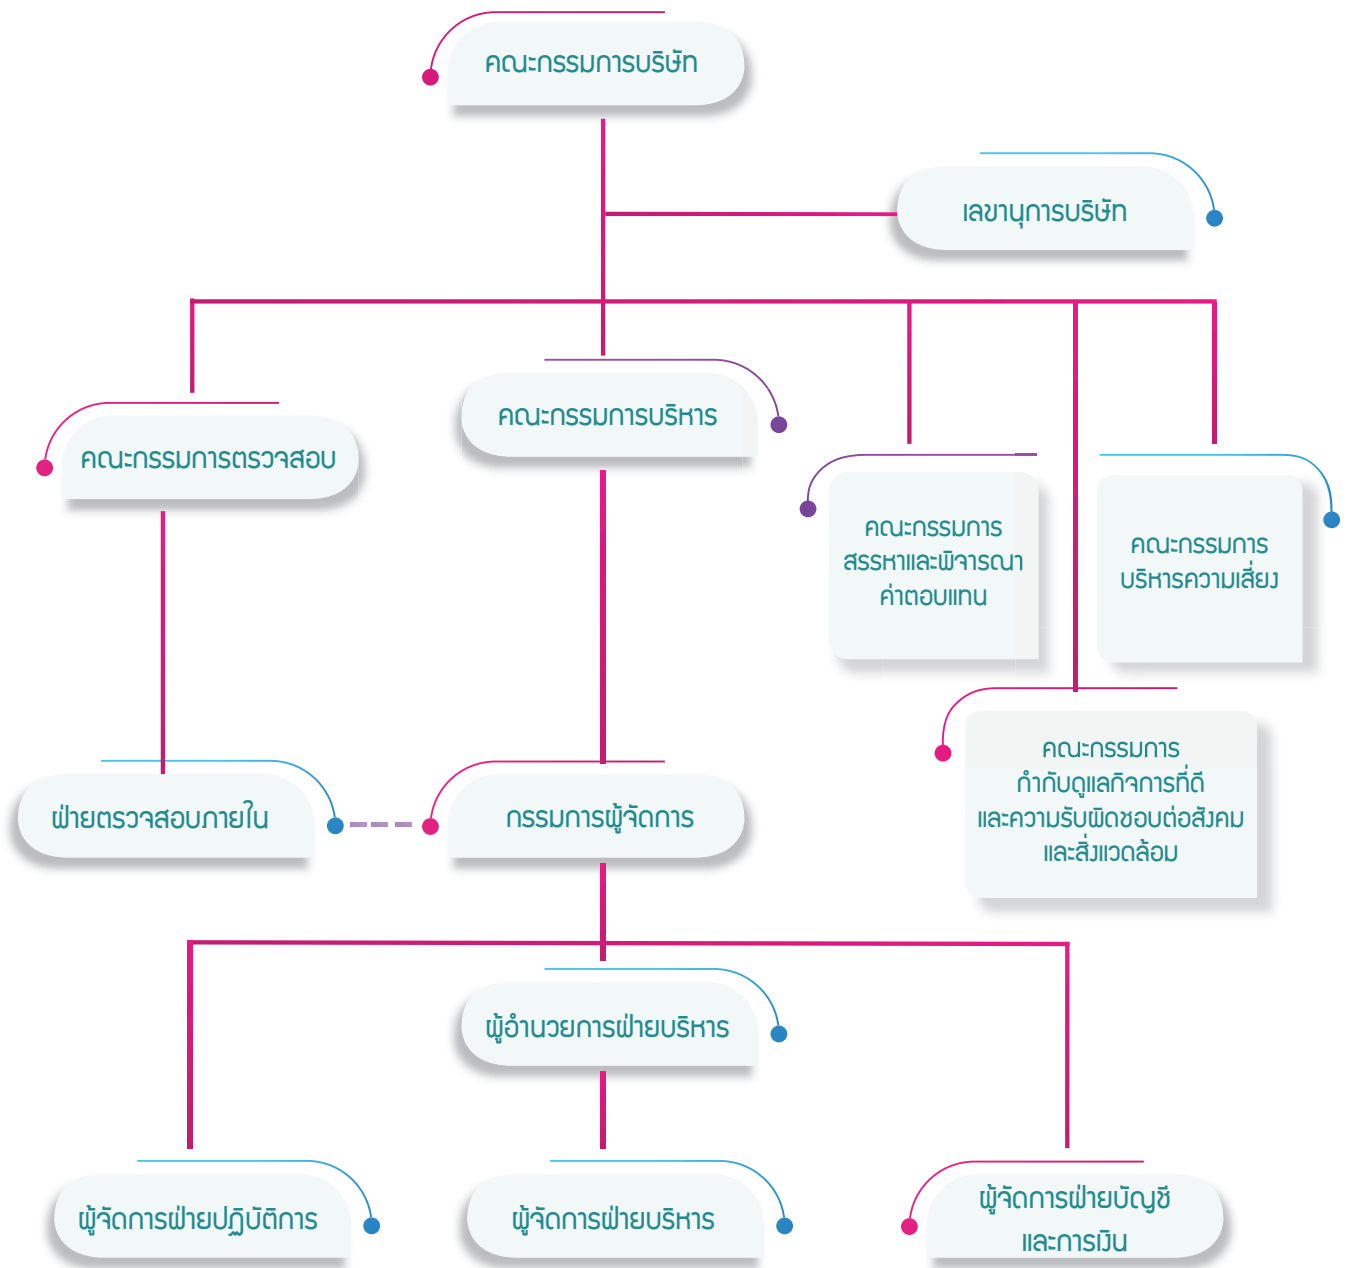 คณะกรรมการบริษัท
เลขานุการบริษัท
คณะกรรมการบริหาร
คณะกรรมการตรวจสอบ
คณะกรรมการ
สรรหาและพิจารณา
ค่าตอบแทน
คณะกรรมการ
บริหารความเสี่ยง
คณะกรรมการ
กำกับดูแลกิจการที่ดี
และความรับผิดชอบต่อสังคม
และสิ่งแวดล้อม
ฝ่ายตรวจสอบภายใน
กรรมการผู้จัดการ
ผู้อำนวยการฝ่ายบริหาร
ผู้จัดการฝ่ายปฏิบัติการ
ผู้จัดการฝ่ายบริหาร
ผู้จัดการฝ่ายบัญชี
และการเงิน